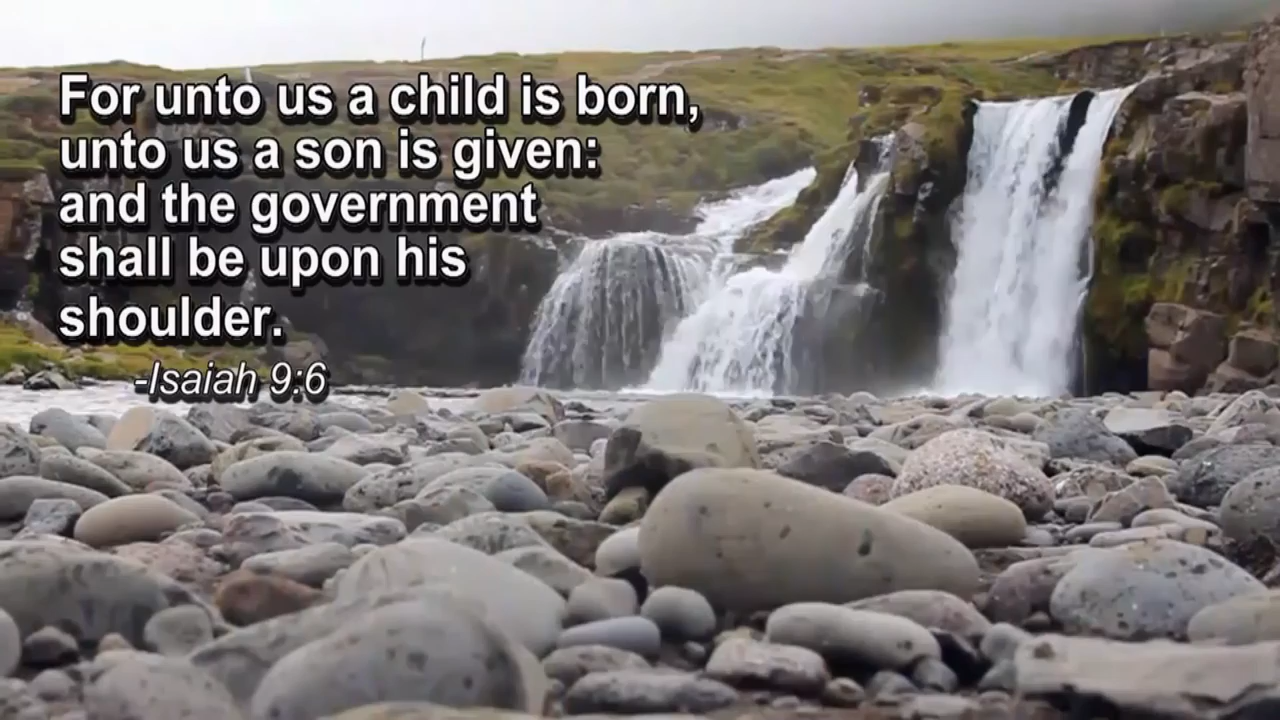 For unto us a child is born,
unto us a son is given:
and the government
shall be upon his
shoulder.
-Isaiah 9:6